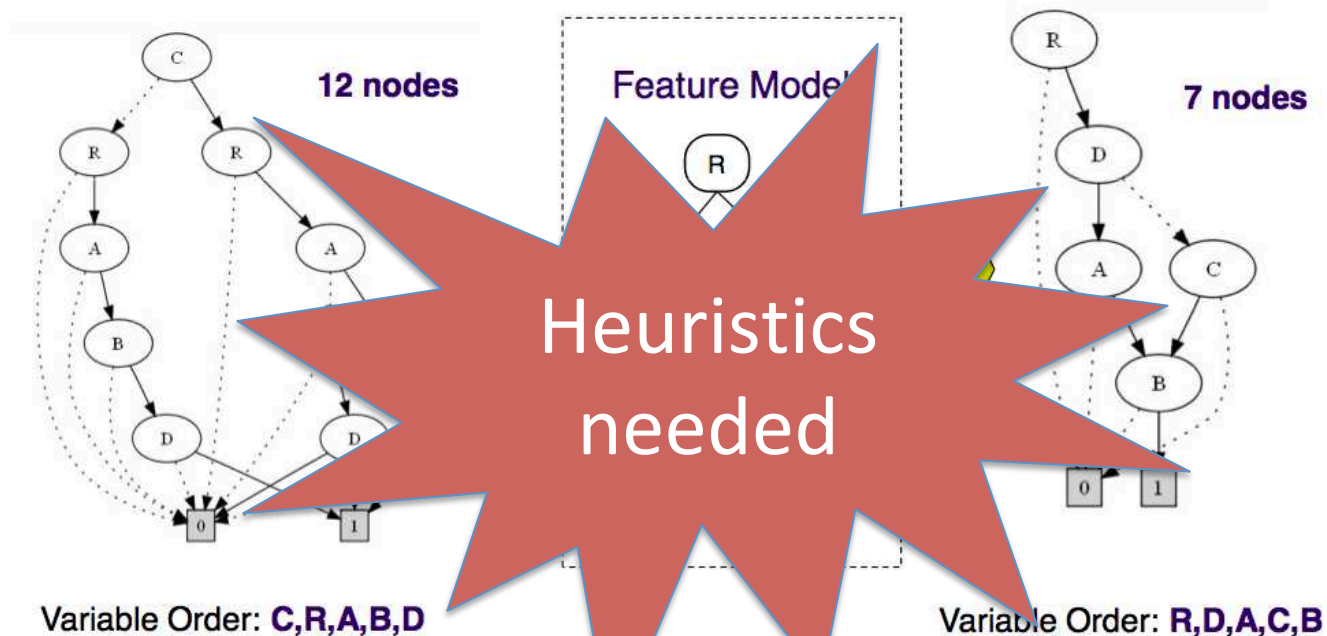 C
12 nodes
R
R
A
A
B
D
D
0
1
Variable Order: C,R,A,B,D
Feature Model
R
Heuristics
needed
R
7 nodes
D
A
C
B
0
1
Variable Order: R,D,A,C,B